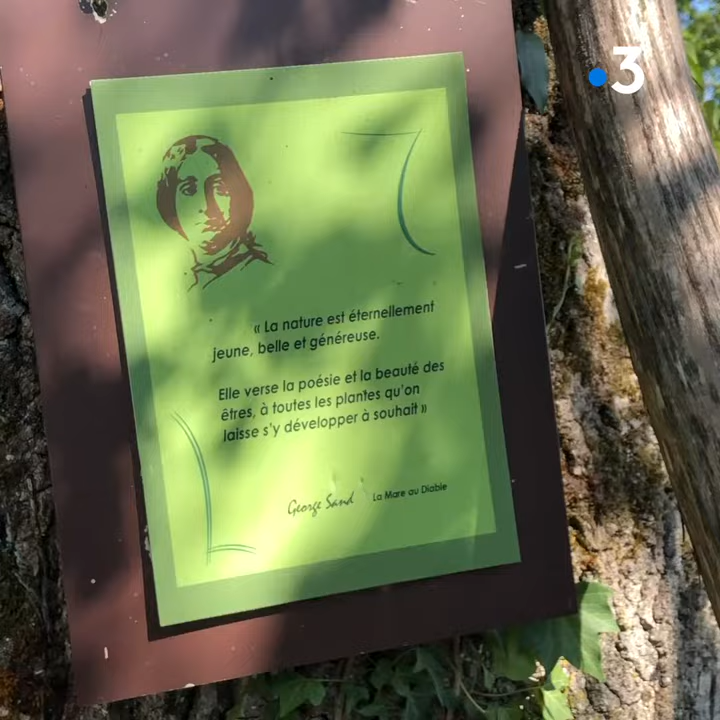 3
« La nature est éternellement
jeune, belle et généreuse.
Elle verse la poésie et la beauté des
êtres, à toutes les plantes qu'on
laisse s'y développer à souhait »
George Sand La Mare au Diable